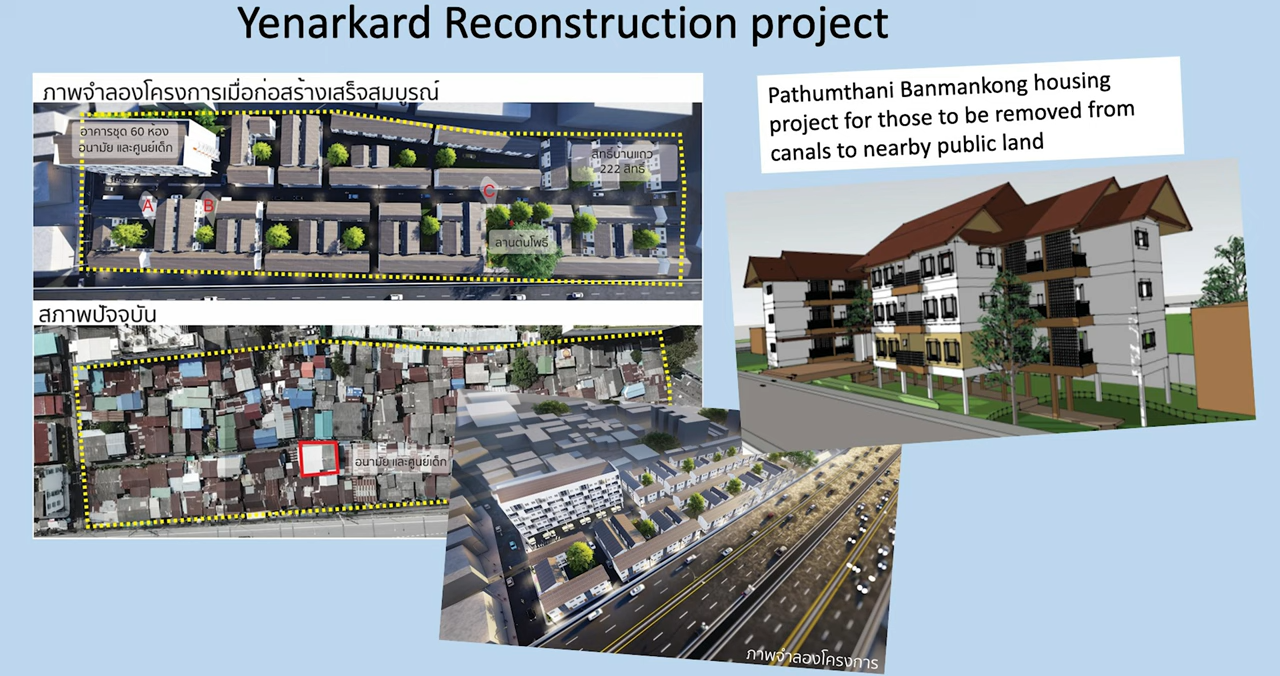 Yenarkard Reconstruction project
ภาพจำลองโครงการเมื่อก่อสร้างเสร็จสมบูรณ์
อาคารชุด 60 ห้อง
อนามัย และศูนย์เด็ก
สิทธิ์บ้านแถว
222 สิทธิ์
A
B
C
ลานต้นโพธิ์
สภาพปัจจุบัน
อนามัย และศูนย์เด็ก
Pathumthani Banmankong housing
project for those to be removed from
canals to nearby public land
ภาพจำลองโครงการ